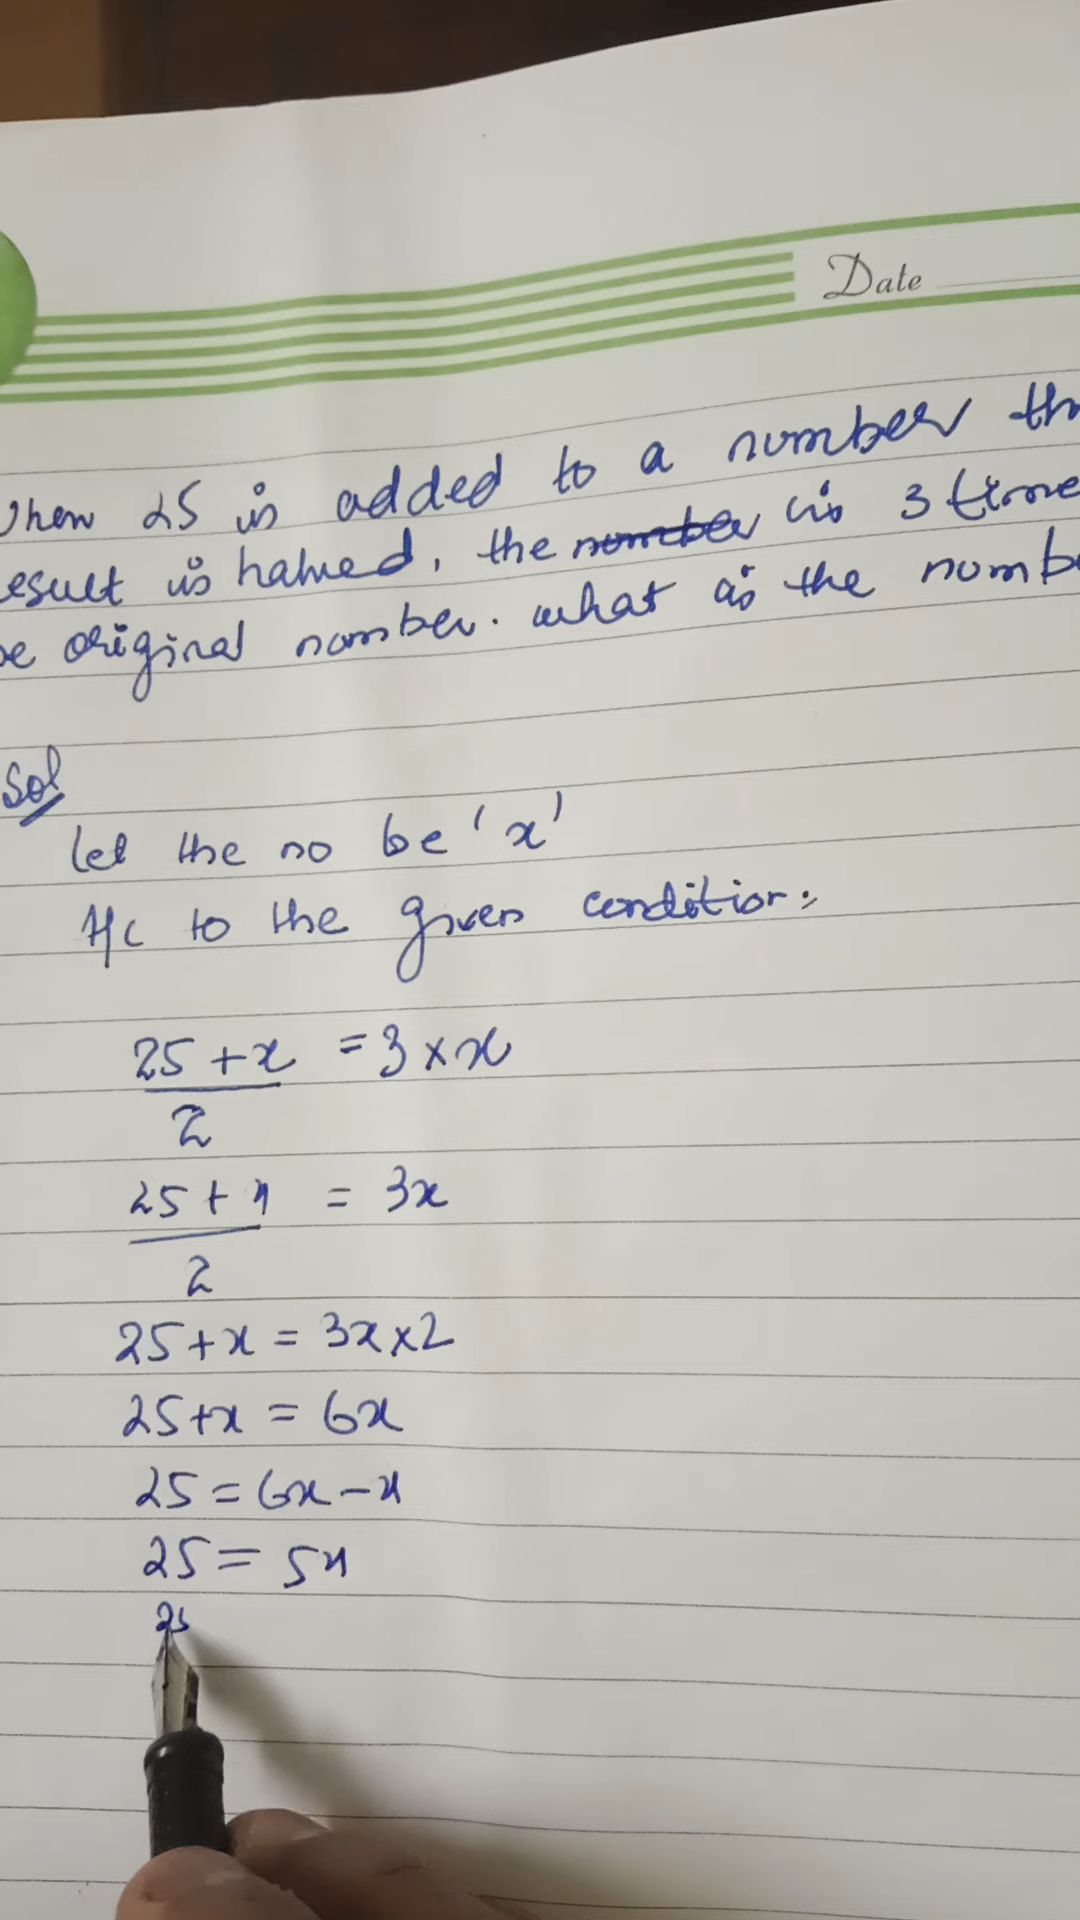 Date
When 25 is added to a number th
esult is halved, the is 3 time
e original number. what is the numb
Sol
let the no be 'x'
A/c to the given condition:
25 + x = 3 × x
2
25 + x = 3x
2
25 + x = 3x × 2
25 + x = 6x
25 = 6x - x
25 = 5x
25